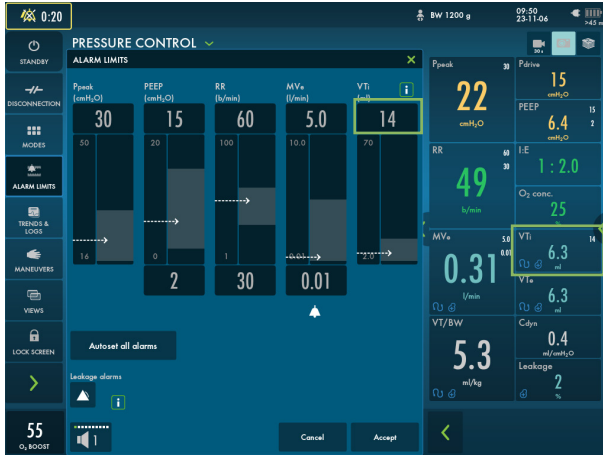 0:20
BW 1200 g
09:50
23-11-06
>45 m
STANDBY
DISCONNECTION
MODES
ALARM LIMITS
TRENDS &
LOGS
MANEUVERS
VIEWS
LOCK SCREEN
55
O₂ BOOST
PRESSURE CONTROL
ALARM LIMITS
Ppeak
(cmH₂O)
PEEP
(cmH₂O)
RR
(b/min)
MVe
(l/min)
VTi
(ml)
i
30
15
60
5.0
14
50
20
100
10.0
70
16
0
1
0.01
2.0
2
30
0.01
Autoset all alarms
Leakage alarms
i
1
Cancel
Accept
30 s
Ppeak
30
22
cmH₂O
Pdrive
15
cmH₂O
PEEP
15
6.4
2
cmH₂O
RR
60
30
49
b/min
I:E
1 : 2.0
O₂ conc.
25
%
MVe
5.0
0.01
0.31
l/min
VTi
14
6.3
ml
VTe
6.3
ml
VT/BW
5.3
ml/kg
Cdyn
0.4
ml/cmH₂O
Leakage
2
%